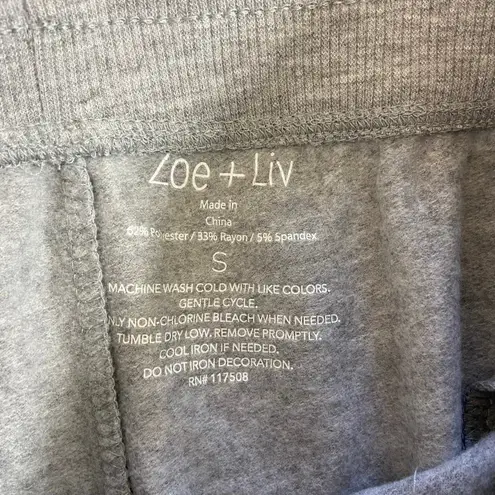 Zoe + Liv
Made in
China
62% Polyester / 33% Rayon / 5% Spandex
S
MACHINE WASH COLD WITH LIKE COLORS.
GENTLE CYCLE.
ONLY NON-CHLORINE BLEACH WHEN NEEDED.
TUMBLE DRY LOW. REMOVE PROMPTLY.
COOL IRON IF NEEDED.
DO NOT IRON DECORATION.
RN# 117508